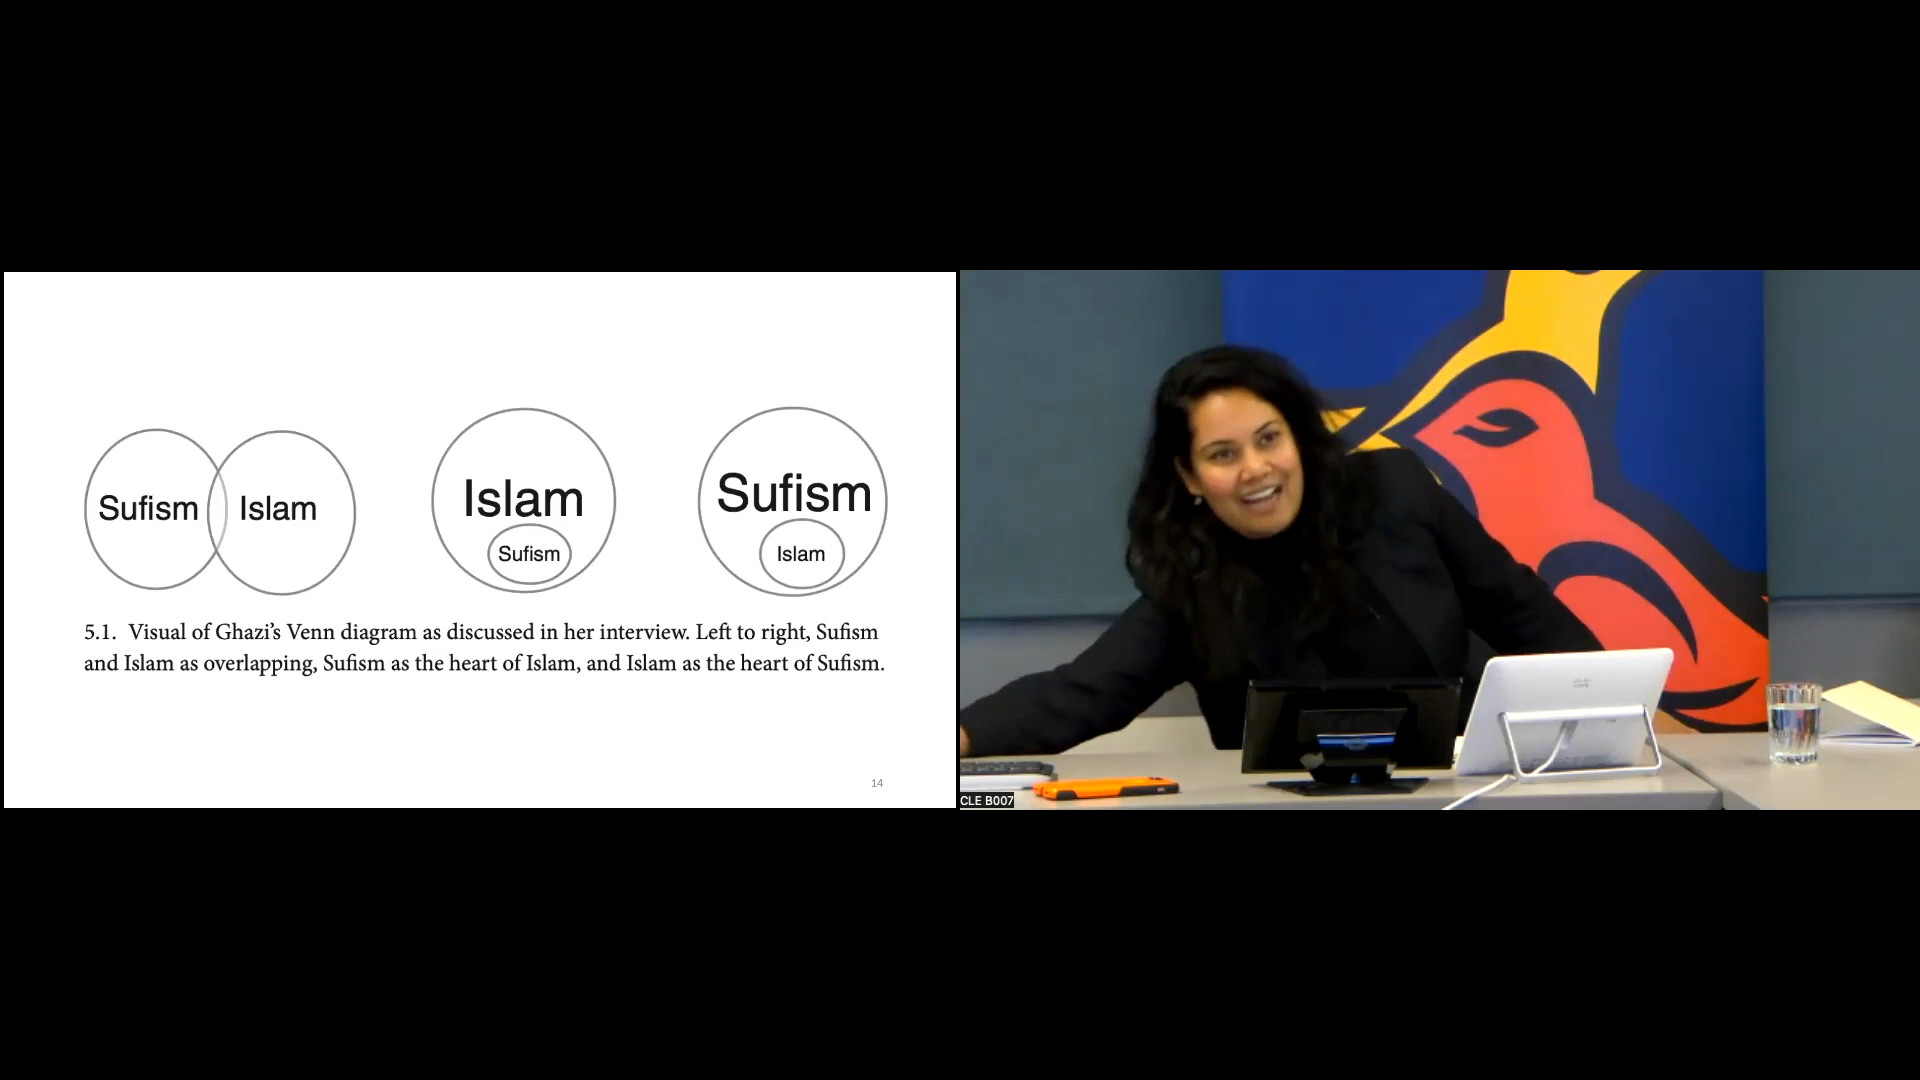 Sufism Islam
Islam
Sufism
Sufism
Islam
5.1. Visual of Ghazi’s Venn diagram as discussed in her interview. Left to right, Sufism
and Islam as overlapping, Sufism as the heart of Islam, and Islam as the heart of Sufism.
14
CLE B007